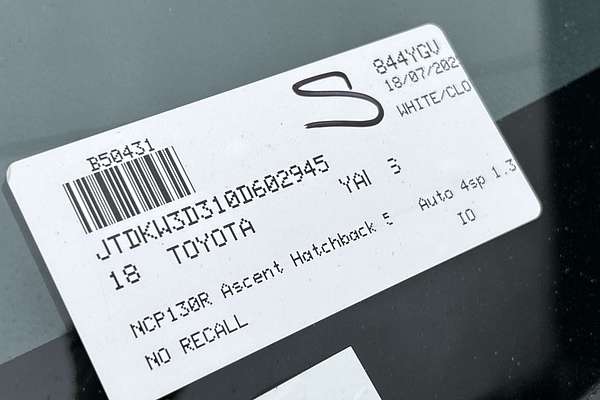 844YGV
18/07/202
WHITE/CLO
S
B50431
JTDKW3D310D602945
18 TOYOTA YAI 3
NCP130R Ascent Hatchback 5 Auto 4sp 1.3
NO RECALL IO